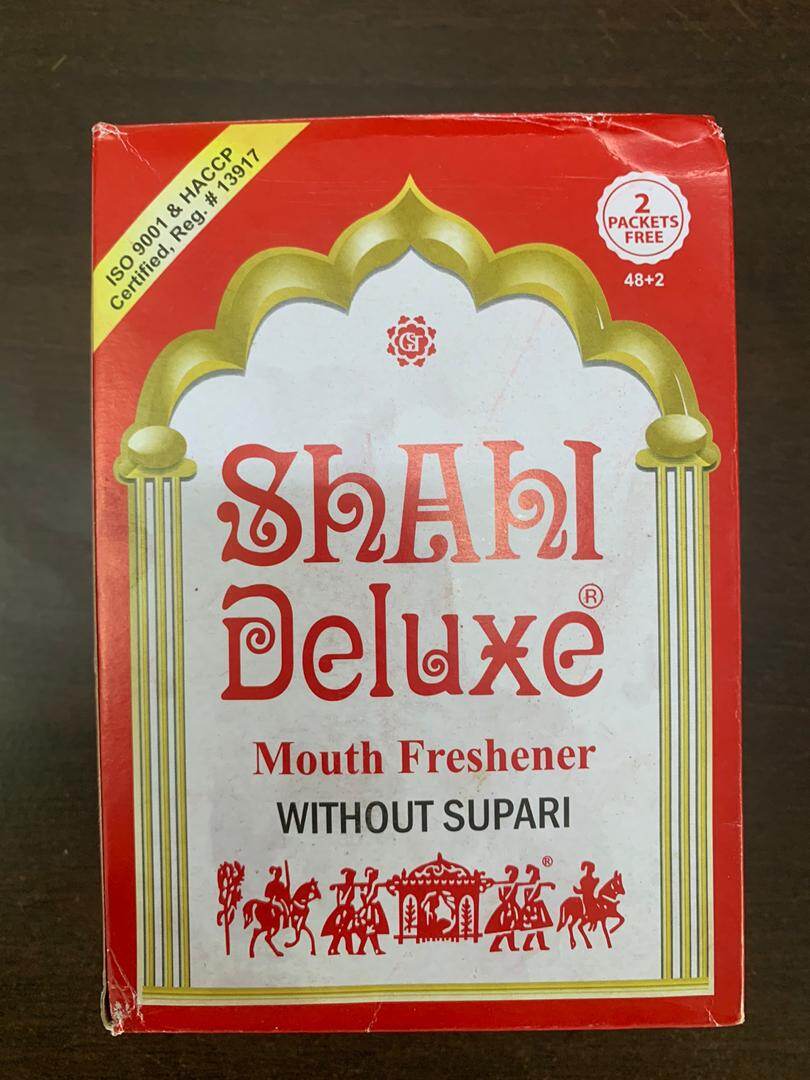 ISO 9001 & HACCP
Certified, Reg. # 13917
2
PACKETS
FREE
48+2
ShAhI
Deluxe®
Mouth Freshener
WITHOUT SUPARI
®